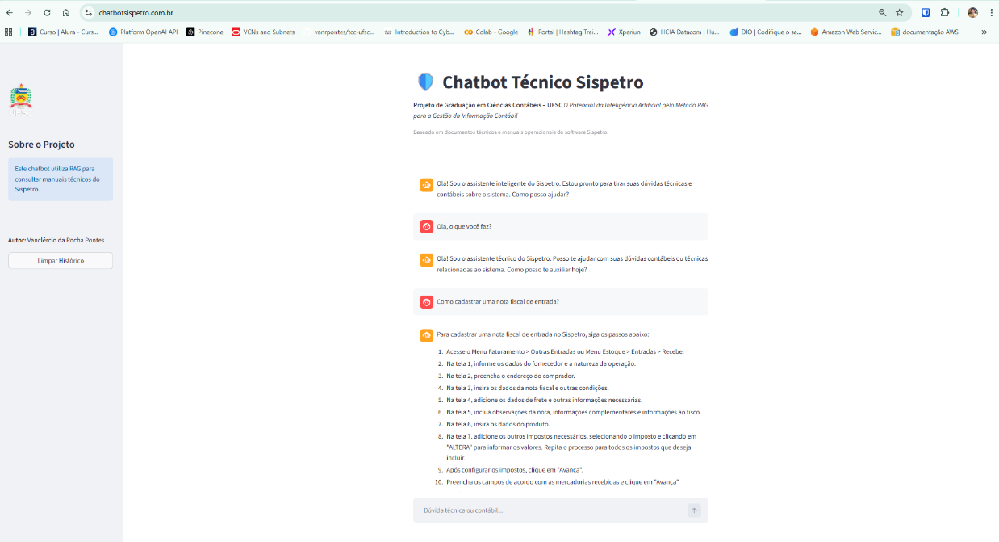 chatbotsispetro.com.br
Curso | Alura - Curs...
Platform OpenAI API
Pinecone
VCNs and Subnets
vanrpontes/tcc-ufsc...
Introduction to Cyb...
Colab - Google
Portal | Hashtag Trei...
Xperiun
HCIA Datacom | Hu...
DIO | Codifique o se...
Amazon Web Servic...
documentação AWS
UFSC
Sobre o Projeto
Este chatbot utiliza RAG para
consultar manuais técnicos do
Sispetro.
Autor: Vanclércio da Rocha Pontes
Limpar Histórico
Chatbot Técnico Sispetro
Projeto de Graduação em Ciências Contábeis – UFSC O Potencial da Inteligência Artificial pelo Método RAG
para a Gestão da Informação Contábil
Baseado em documentos técnicos e manuais operacionais do software Sispetro.
Olá! Sou o assistente inteligente do Sispetro. Estou pronto para tirar suas dúvidas técnicas e
contábeis sobre o sistema. Como posso ajudar?
Olá, o que você faz?
Olá! Sou o assistente técnico do Sispetro. Posso te ajudar com suas dúvidas contábeis ou técnicas
relacionadas ao sistema. Como posso te auxiliar hoje?
Como cadastrar uma nota fiscal de entrada?
Para cadastrar uma nota fiscal de entrada no Sispetro, siga os passos abaixo:
1. Acesse o Menu Faturamento > Outras Entradas ou Menu Estoque > Entradas > Recebe.
2. Na tela 1, informe os dados do fornecedor e a natureza da operação.
3. Na tela 2, preencha o endereço do comprador.
4. Na tela 3, insira os dados da nota fiscal e outras condições.
5. Na tela 4, adicione os dados de frete e outras informações necessárias.
6. Na tela 5, inclua observações da nota, informações complementares e informações ao fisco.
7. Na tela 6, insira os dados do produto.
8. Na tela 7, adicione os outros impostos necessários, selecionando o imposto e clicando em
"ALTERA" para informar os valores. Repita o processo para todos os impostos que deseja
incluir.
9. Após configurar os impostos, clique em "Avança".
10. Preencha os campos de acordo com as mercadorias recebidas e clique em "Avança".
Dúvida técnica ou contábil...